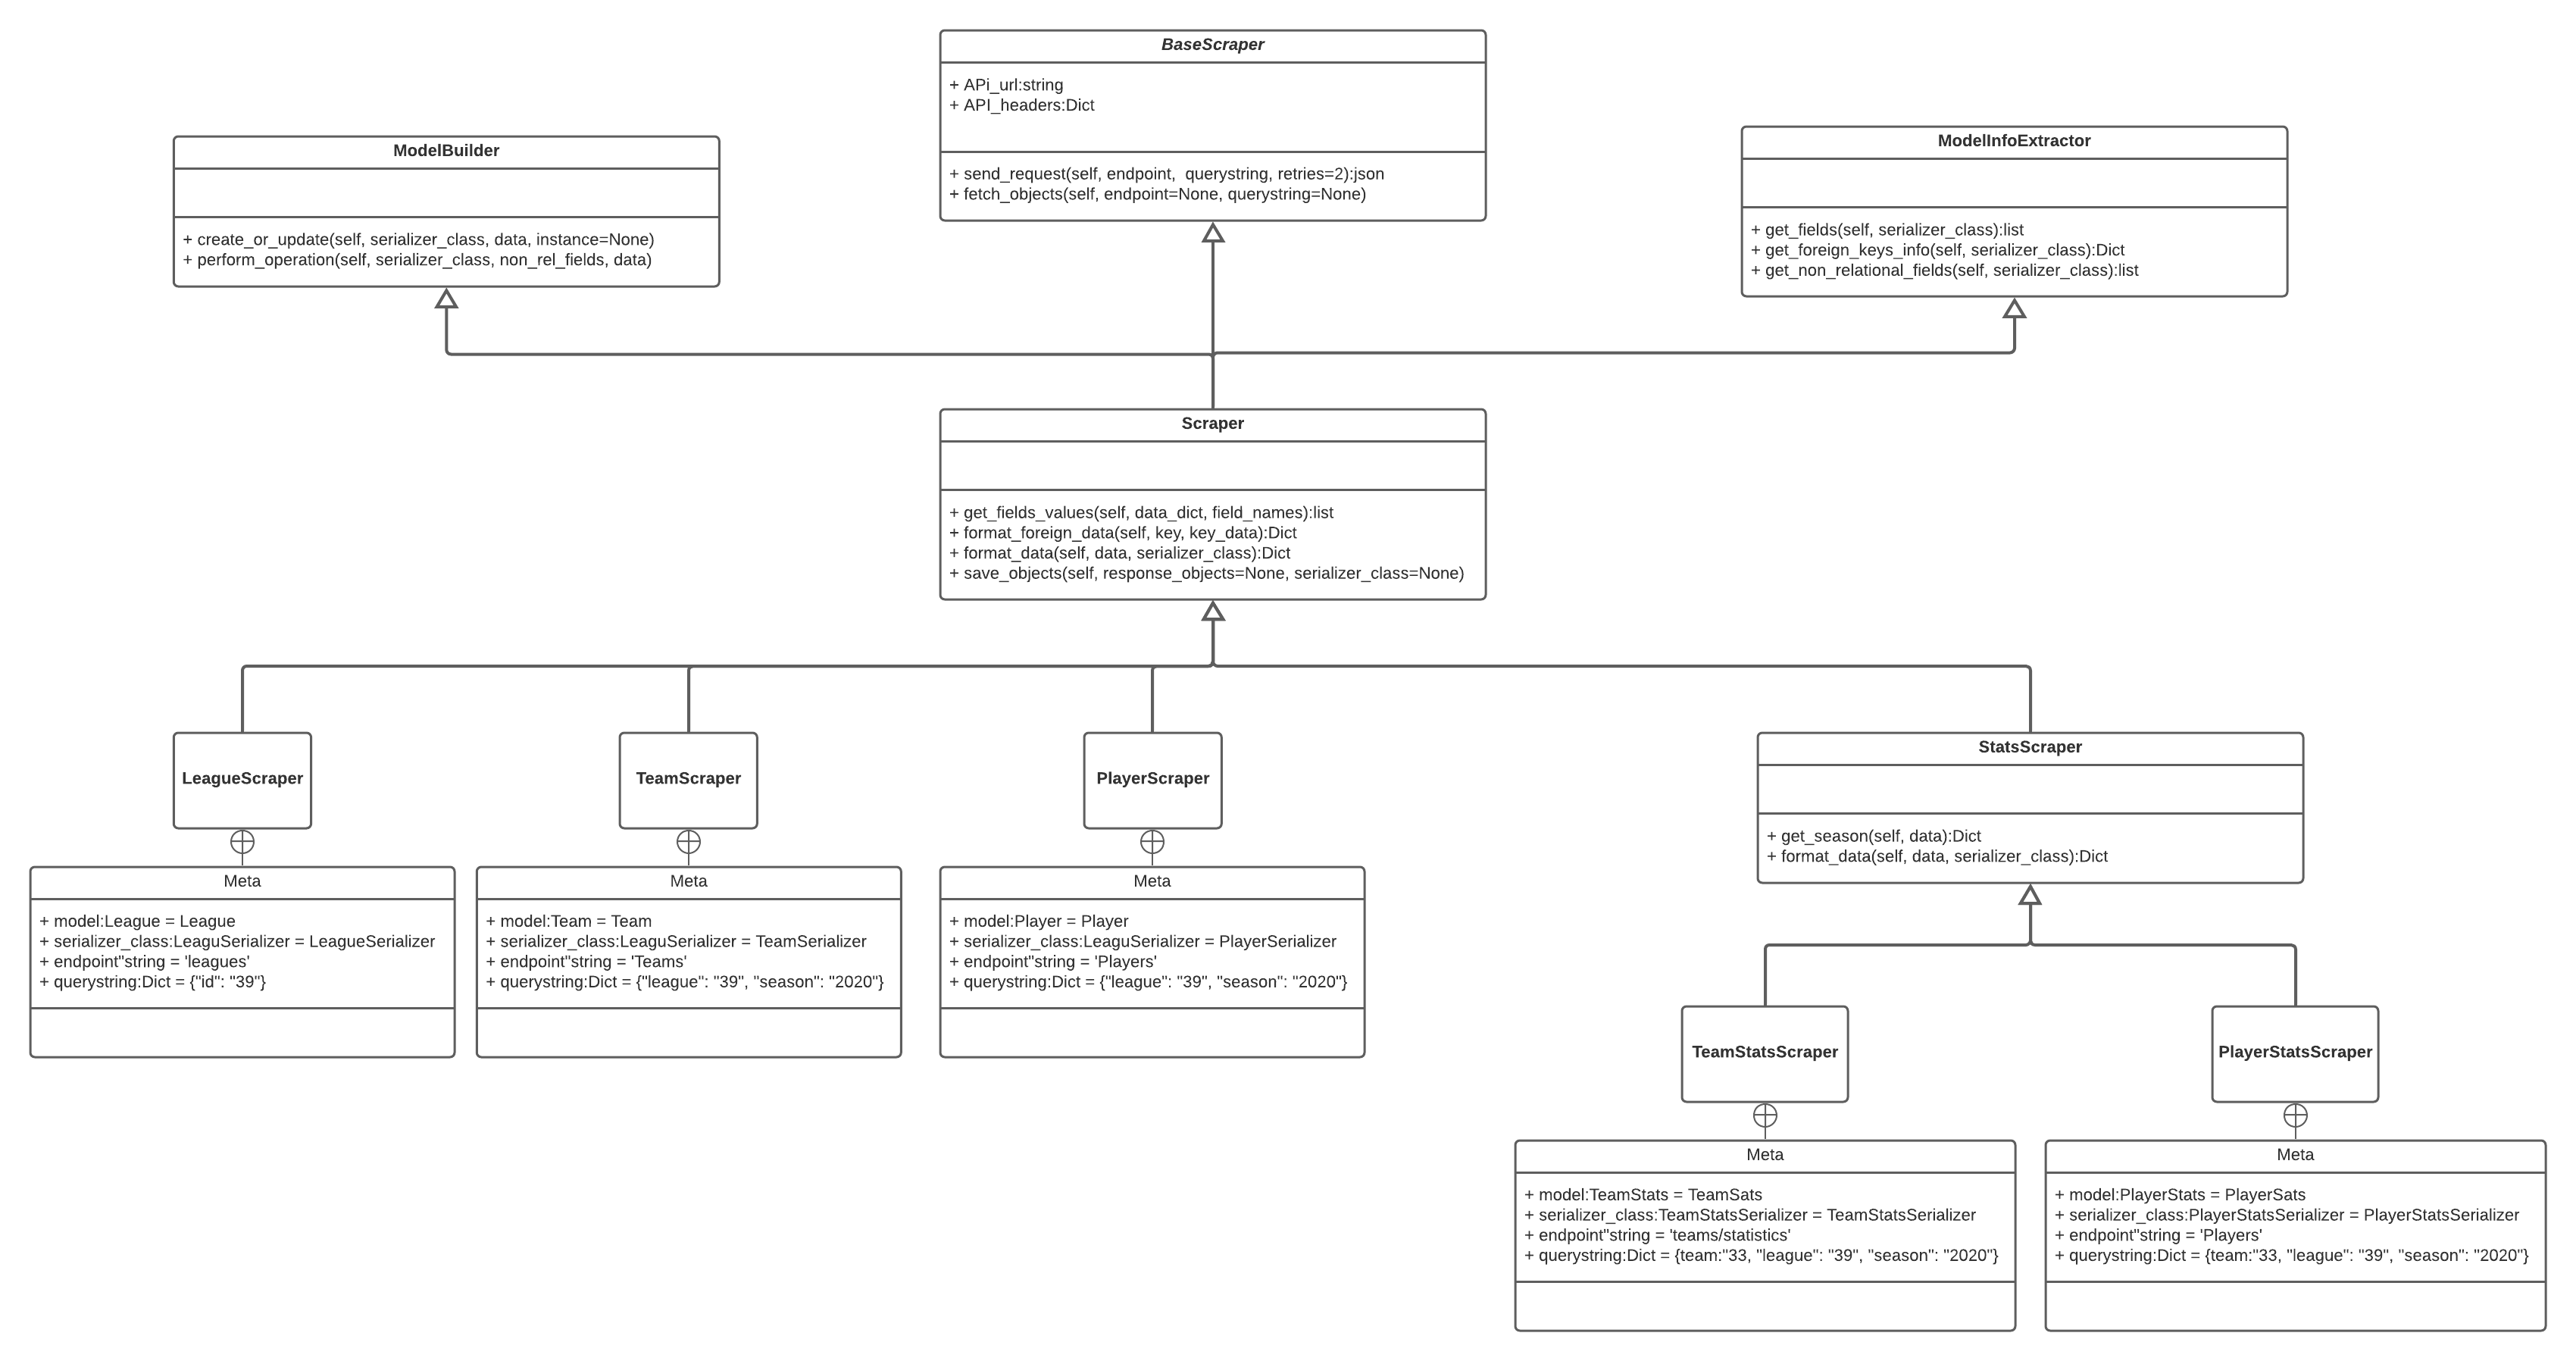 BaseScraper
+ APi_url:string
+ API_headers:Dict
+ send_request(self, endpoint,  querystring, retries=2):json
+ fetch_objects(self, endpoint=None, querystring=None)
ModelBuilder
+ create_or_update(self, serializer_class, data, instance=None)
+ perform_operation(self, serializer_class, non_rel_fields, data)
ModelInfoExtractor
+ get_fields(self, serializer_class):list
+ get_foreign_keys_info(self, serializer_class):Dict
+ get_non_relational_fields(self, serializer_class):list
Scraper
+ get_fields_values(self, data_dict, field_names):list
+ format_foreign_data(self, key, key_data):Dict
+ format_data(self, data, serializer_class):Dict
+ save_objects(self, response_objects=None, serializer_class=None)
LeagueScraper
Meta
+ model:League = League
+ serializer_class:LeaguSerializer = LeagueSerializer
+ endpoint"string = 'leagues'
+ querystring:Dict = {"id": "39"}
TeamScraper
Meta
+ model:Team = Team
+ serializer_class:LeaguSerializer = TeamSerializer
+ endpoint"string = 'Teams'
+ querystring:Dict = {"league": "39", "season": "2020"}
PlayerScraper
Meta
+ model:Player = Player
+ serializer_class:LeaguSerializer = PlayerSerializer
+ endpoint"string = 'Players'
+ querystring:Dict = {"league": "39", "season": "2020"}
StatsScraper
+ get_season(self, data):Dict
+ format_data(self, data, serializer_class):Dict
TeamStatsScraper
Meta
+ model:TeamStats = TeamSats
+ serializer_class:TeamStatsSerializer = TeamStatsSerializer
+ endpoint"string = 'teams/statistics'
+ querystring:Dict = {team:"33, "league": "39", "season": "2020"}
PlayerStatsScraper
Meta
+ model:PlayerStats = PlayerSats
+ serializer_class:PlayerStatsSerializer = PlayerStatsSerializer
+ endpoint"string = 'Players'
+ querystring:Dict = {team:"33, "league": "39", "season": "2020"}